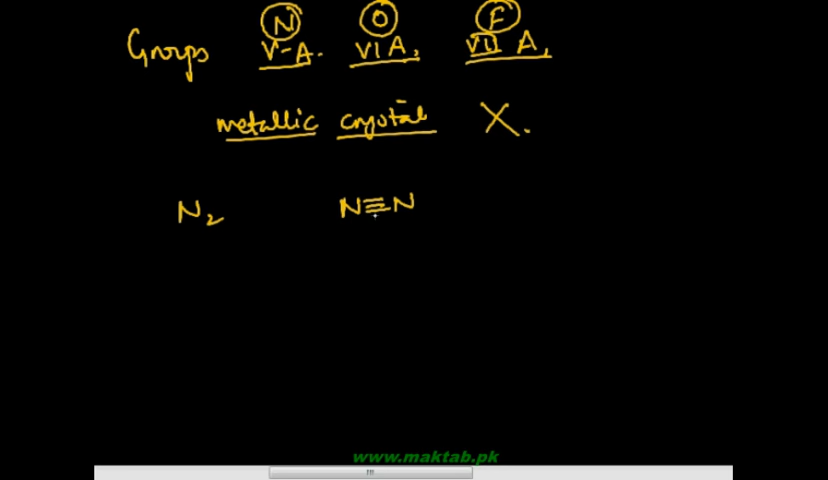 N O F
Groups V-A. VI A, VII A,
metallic crystal X.
N₂ N≡N
www.maktab.pk